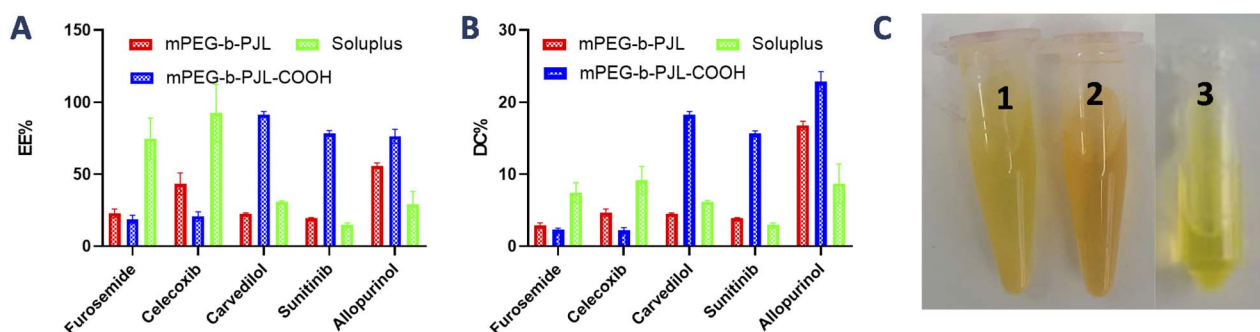 A
150
100
50
0
EE%
mPEG-b-PJL
Soluplus
mPEG-b-PJL-COOH
Furosemide
Celecoxib
Carvedilol
Sunitinib
Allopurinol
B
30
20
10
0
DC%
mPEG-b-PJL
Soluplus
mPEG-b-PJL-COOH
Furosemide
Celecoxib
Carvedilol
Sunitinib
Allopurinol
C
1
2
3